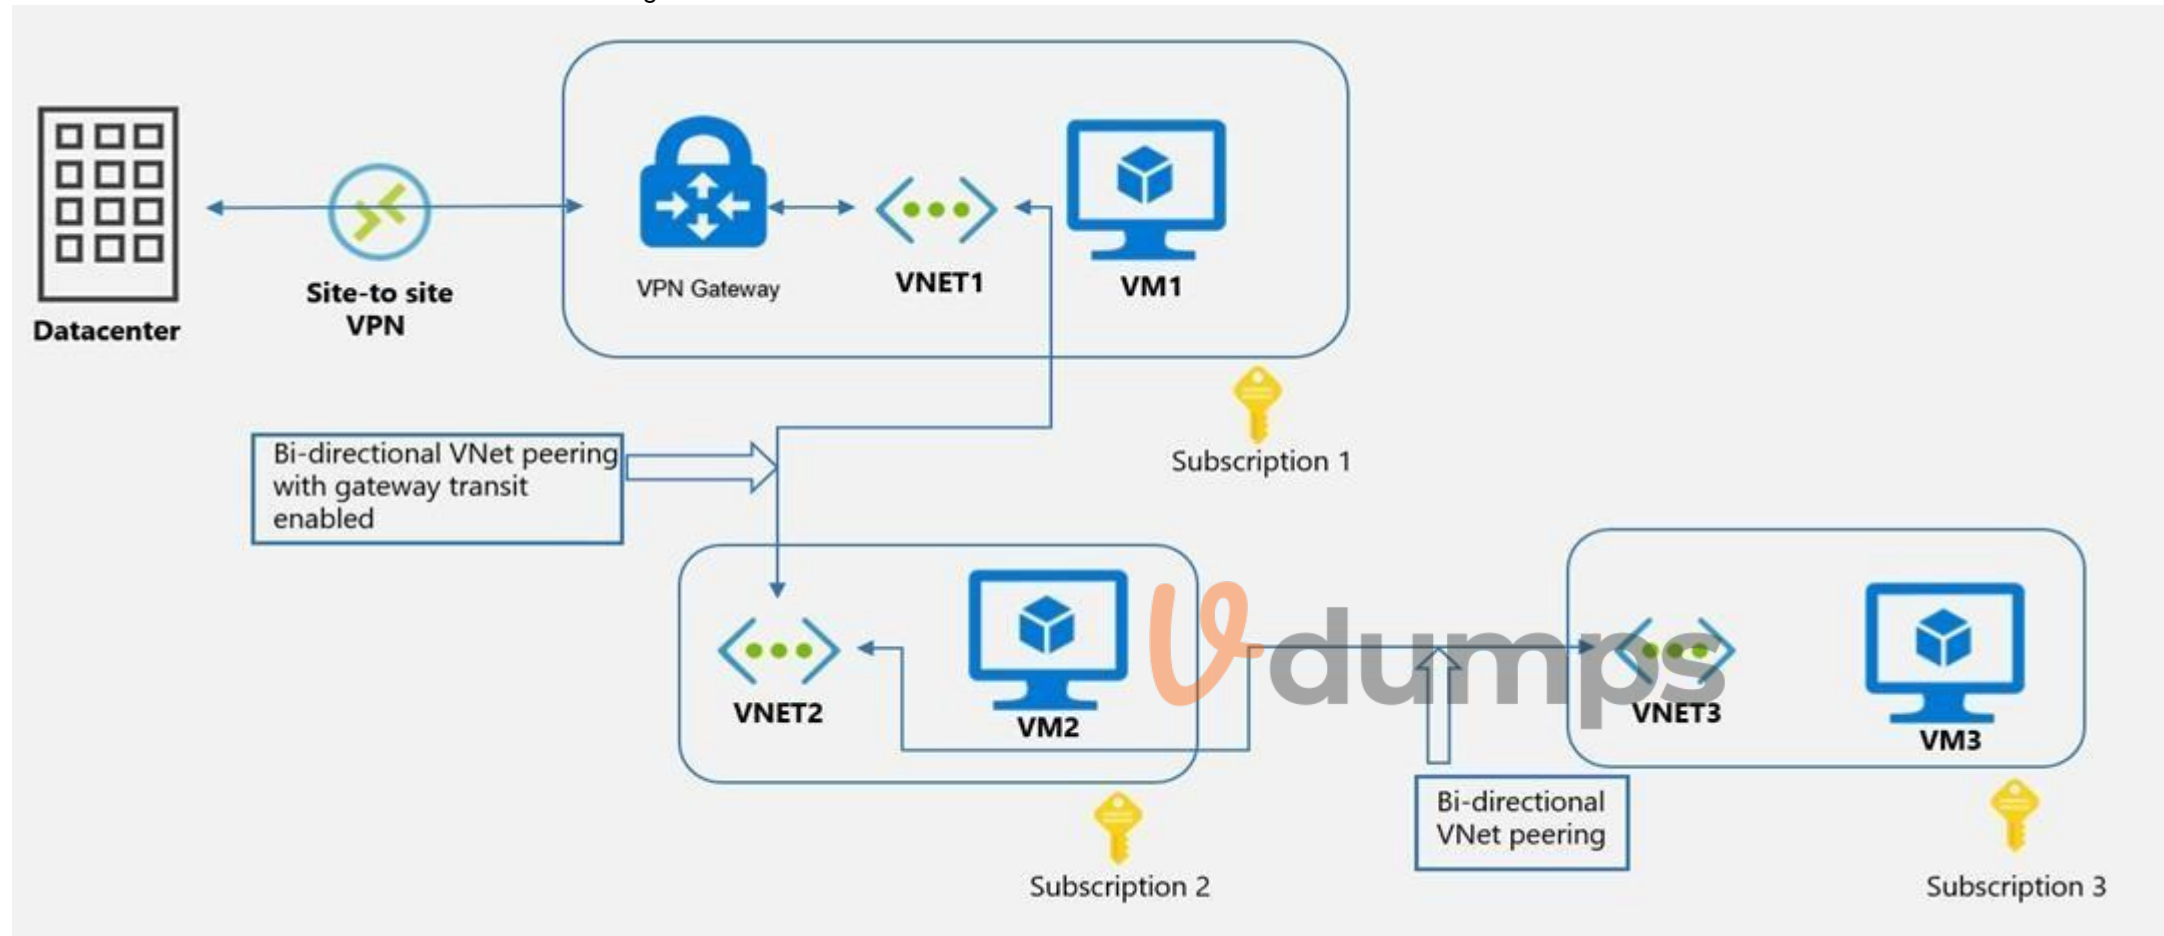 Datacenter
Site-to site
VPN
VPN Gateway
VNET1
VM1
Subscription 1
Bi-directional VNet peering
with gateway transit
enabled
VNET2
VM2
Subscription 2
Vdumps
Bi-directional
VNet peering
VNET3
VM3
Subscription 3